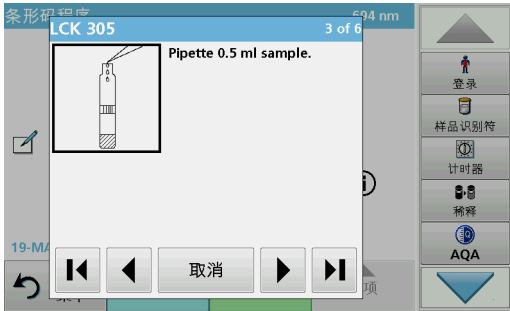 条形码程序
694 nm
LCK 305
3 of 6
Pipette 0.5 ml sample.
登录
样品识别符
计时器
稀释
AQA
19-MA
取消
项